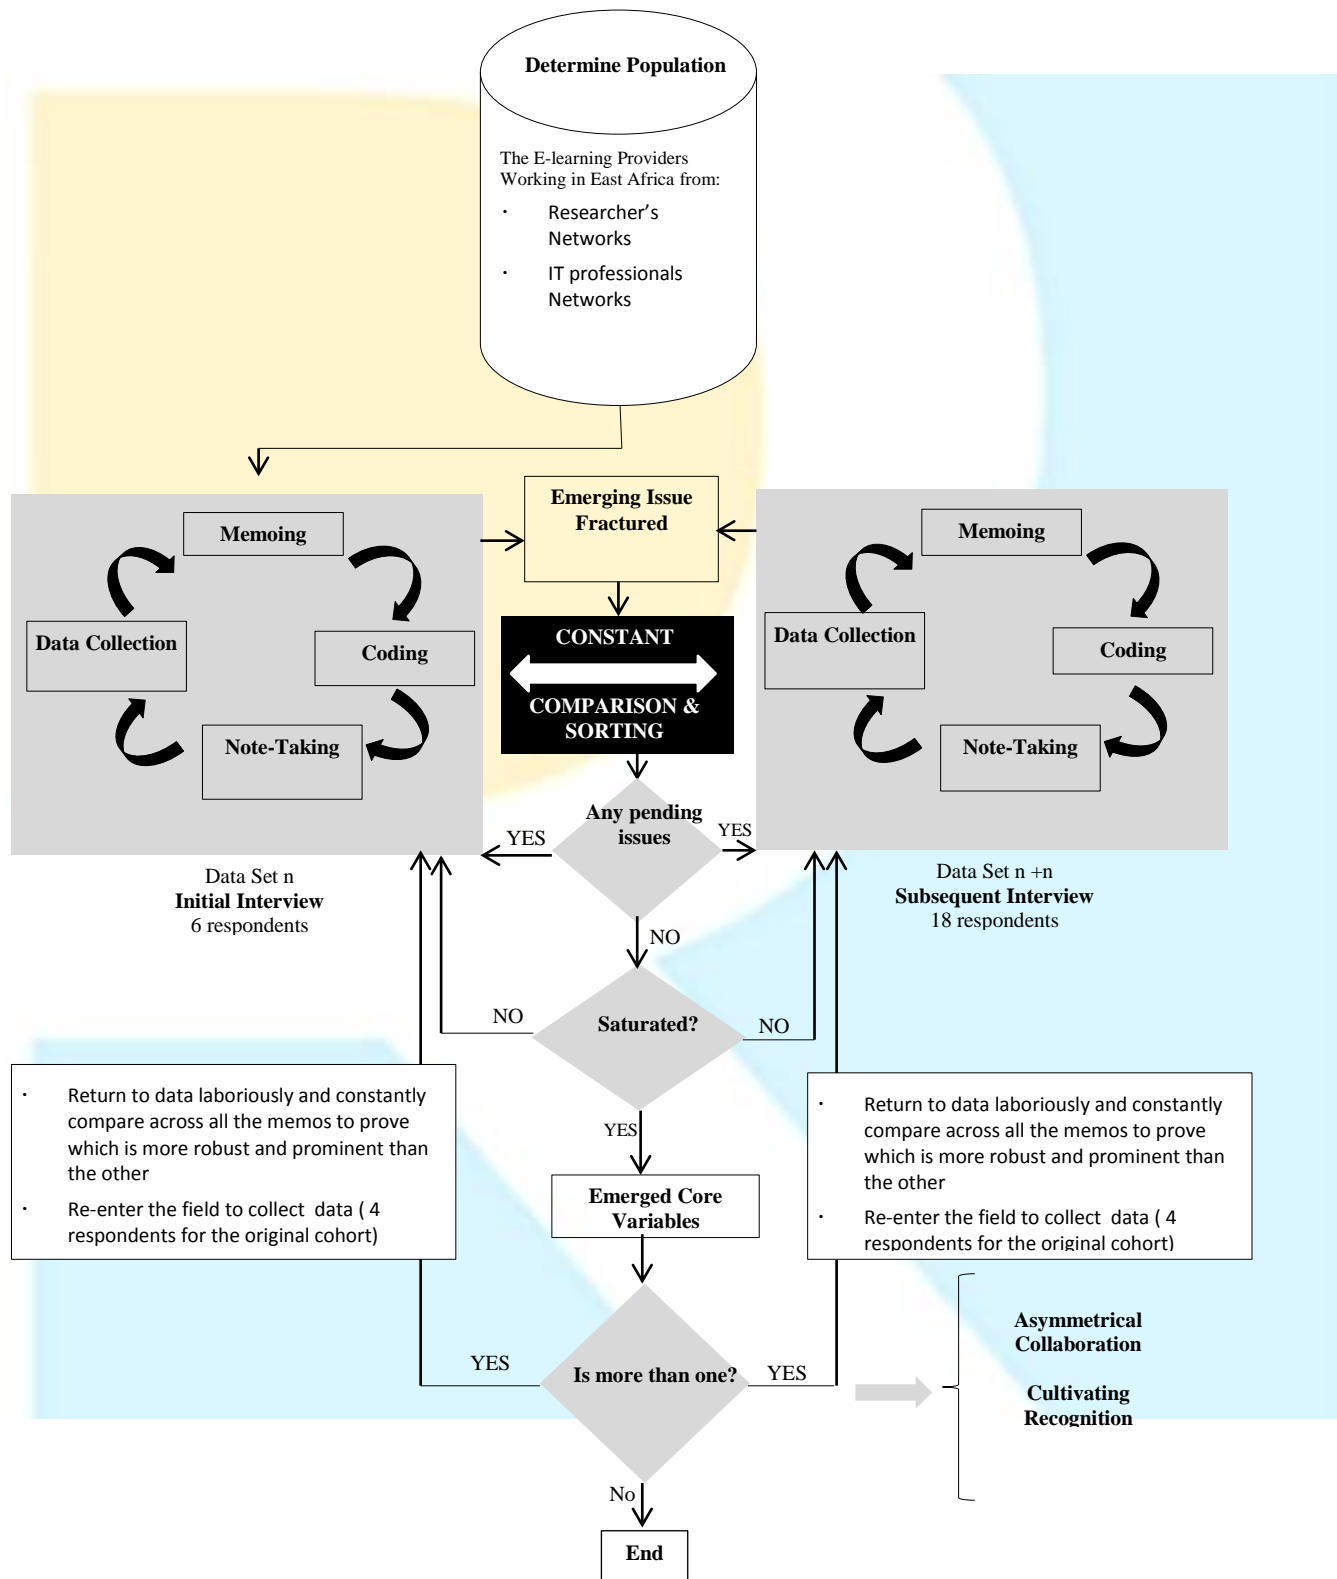 Determine Population
The E-learning Providers
Working in East Africa from:
· Researcher’s
Networks
· IT professionals
Networks
Emerging Issue
Fractured
Memoing
Data Collection
Coding
Note-Taking
CONSTANT
COMPARISON &
SORTING
Memoing
Data Collection
Coding
Note-Taking
Any pending
issues
YES
YES
Data Set n
Initial Interview
6 respondents
Data Set n +n
Subsequent Interview
18 respondents
NO
Saturated?
NO
NO
· Return to data laboriously and constantly
compare across all the memos to prove
which is more robust and prominent than
the other
· Re-enter the field to collect data ( 4
respondents for the original cohort)
· Return to data laboriously and constantly
compare across all the memos to prove
which is more robust and prominent than
the other
· Re-enter the field to collect data ( 4
respondents for the original cohort)
YES
Emerged Core
Variables
Is more than one?
YES
YES
Asymmetrical
Collaboration
Cultivating
Recognition
No
End